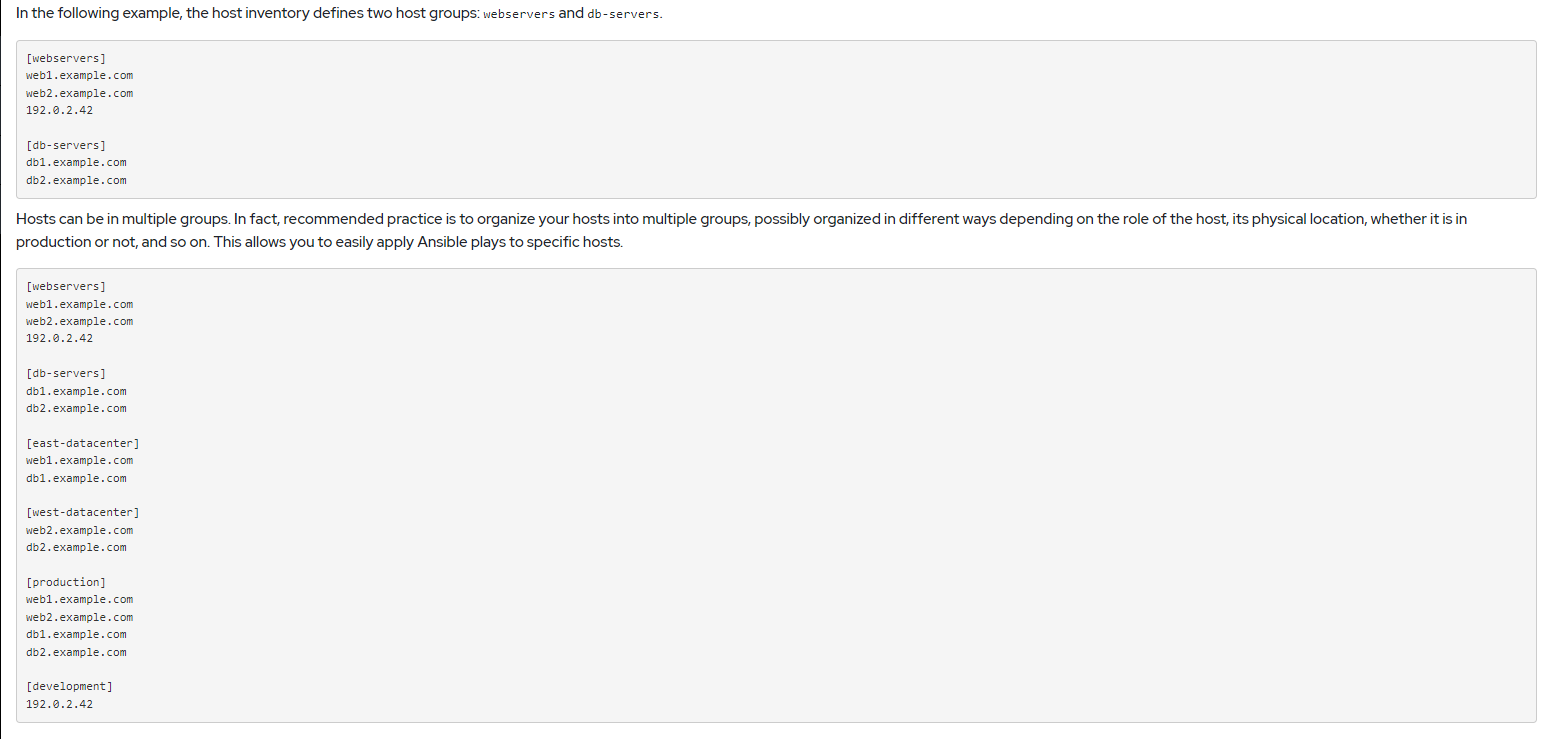 In the following example, the host inventory defines two host groups: webservers and db-servers.
[webservers]
web1.example.com
web2.example.com
192.0.2.42
[db-servers]
db1.example.com
db2.example.com
Hosts can be in multiple groups. In fact, recommended practice is to organize your hosts into multiple groups, possibly organized in different ways depending on the role of the host, its physical location, whether it is in
production or not, and so on. This allows you to easily apply Ansible plays to specific hosts.
[webservers]
web1.example.com
web2.example.com
192.0.2.42
[db-servers]
db1.example.com
db2.example.com
[east-datacenter]
web1.example.com
db1.example.com
[west-datacenter]
web2.example.com
db2.example.com
[production]
web1.example.com
web2.example.com
db1.example.com
db2.example.com
[development]
192.0.2.42